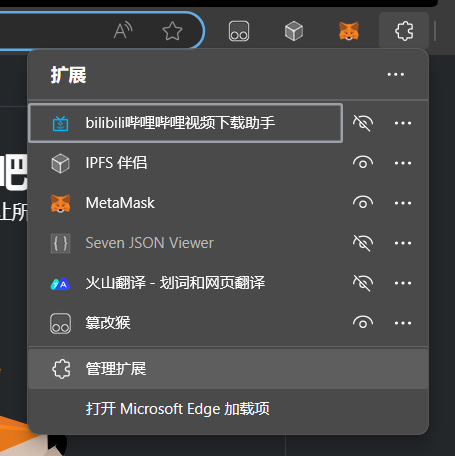 扩展
bilibili哔哩哔哩视频下载助手
IPFS 伴侣
MetaMask
Seven JSON Viewer
火山翻译 - 划词和网页翻译
篡改猴
管理扩展
打开 Microsoft Edge 加载项
吧
上所